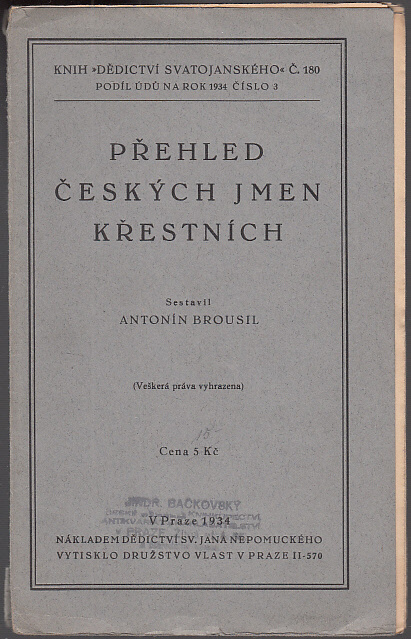 KNIH »DĚDICTVÍ SVATOJANSKÉHO« Č. 180
PODÍL ÚDŮ NA ROK 1934 ČÍSLO 3
PŘEHLED
ČESKÝCH JMEN
KŘESTNÍCH
Sestavil
ANTONÍN BROUSIL
(Veškerá práva vyhrazena)
15-
Cena 5 Kč
JINDR. BAČKOVSKÝ
V Praze 1934
NÁKLADEM DĚDICTVÍ SV. JANA NEPOMUCKÉHO
VYTISKLO DRUŽSTVO VLAST V PRAZE II-570